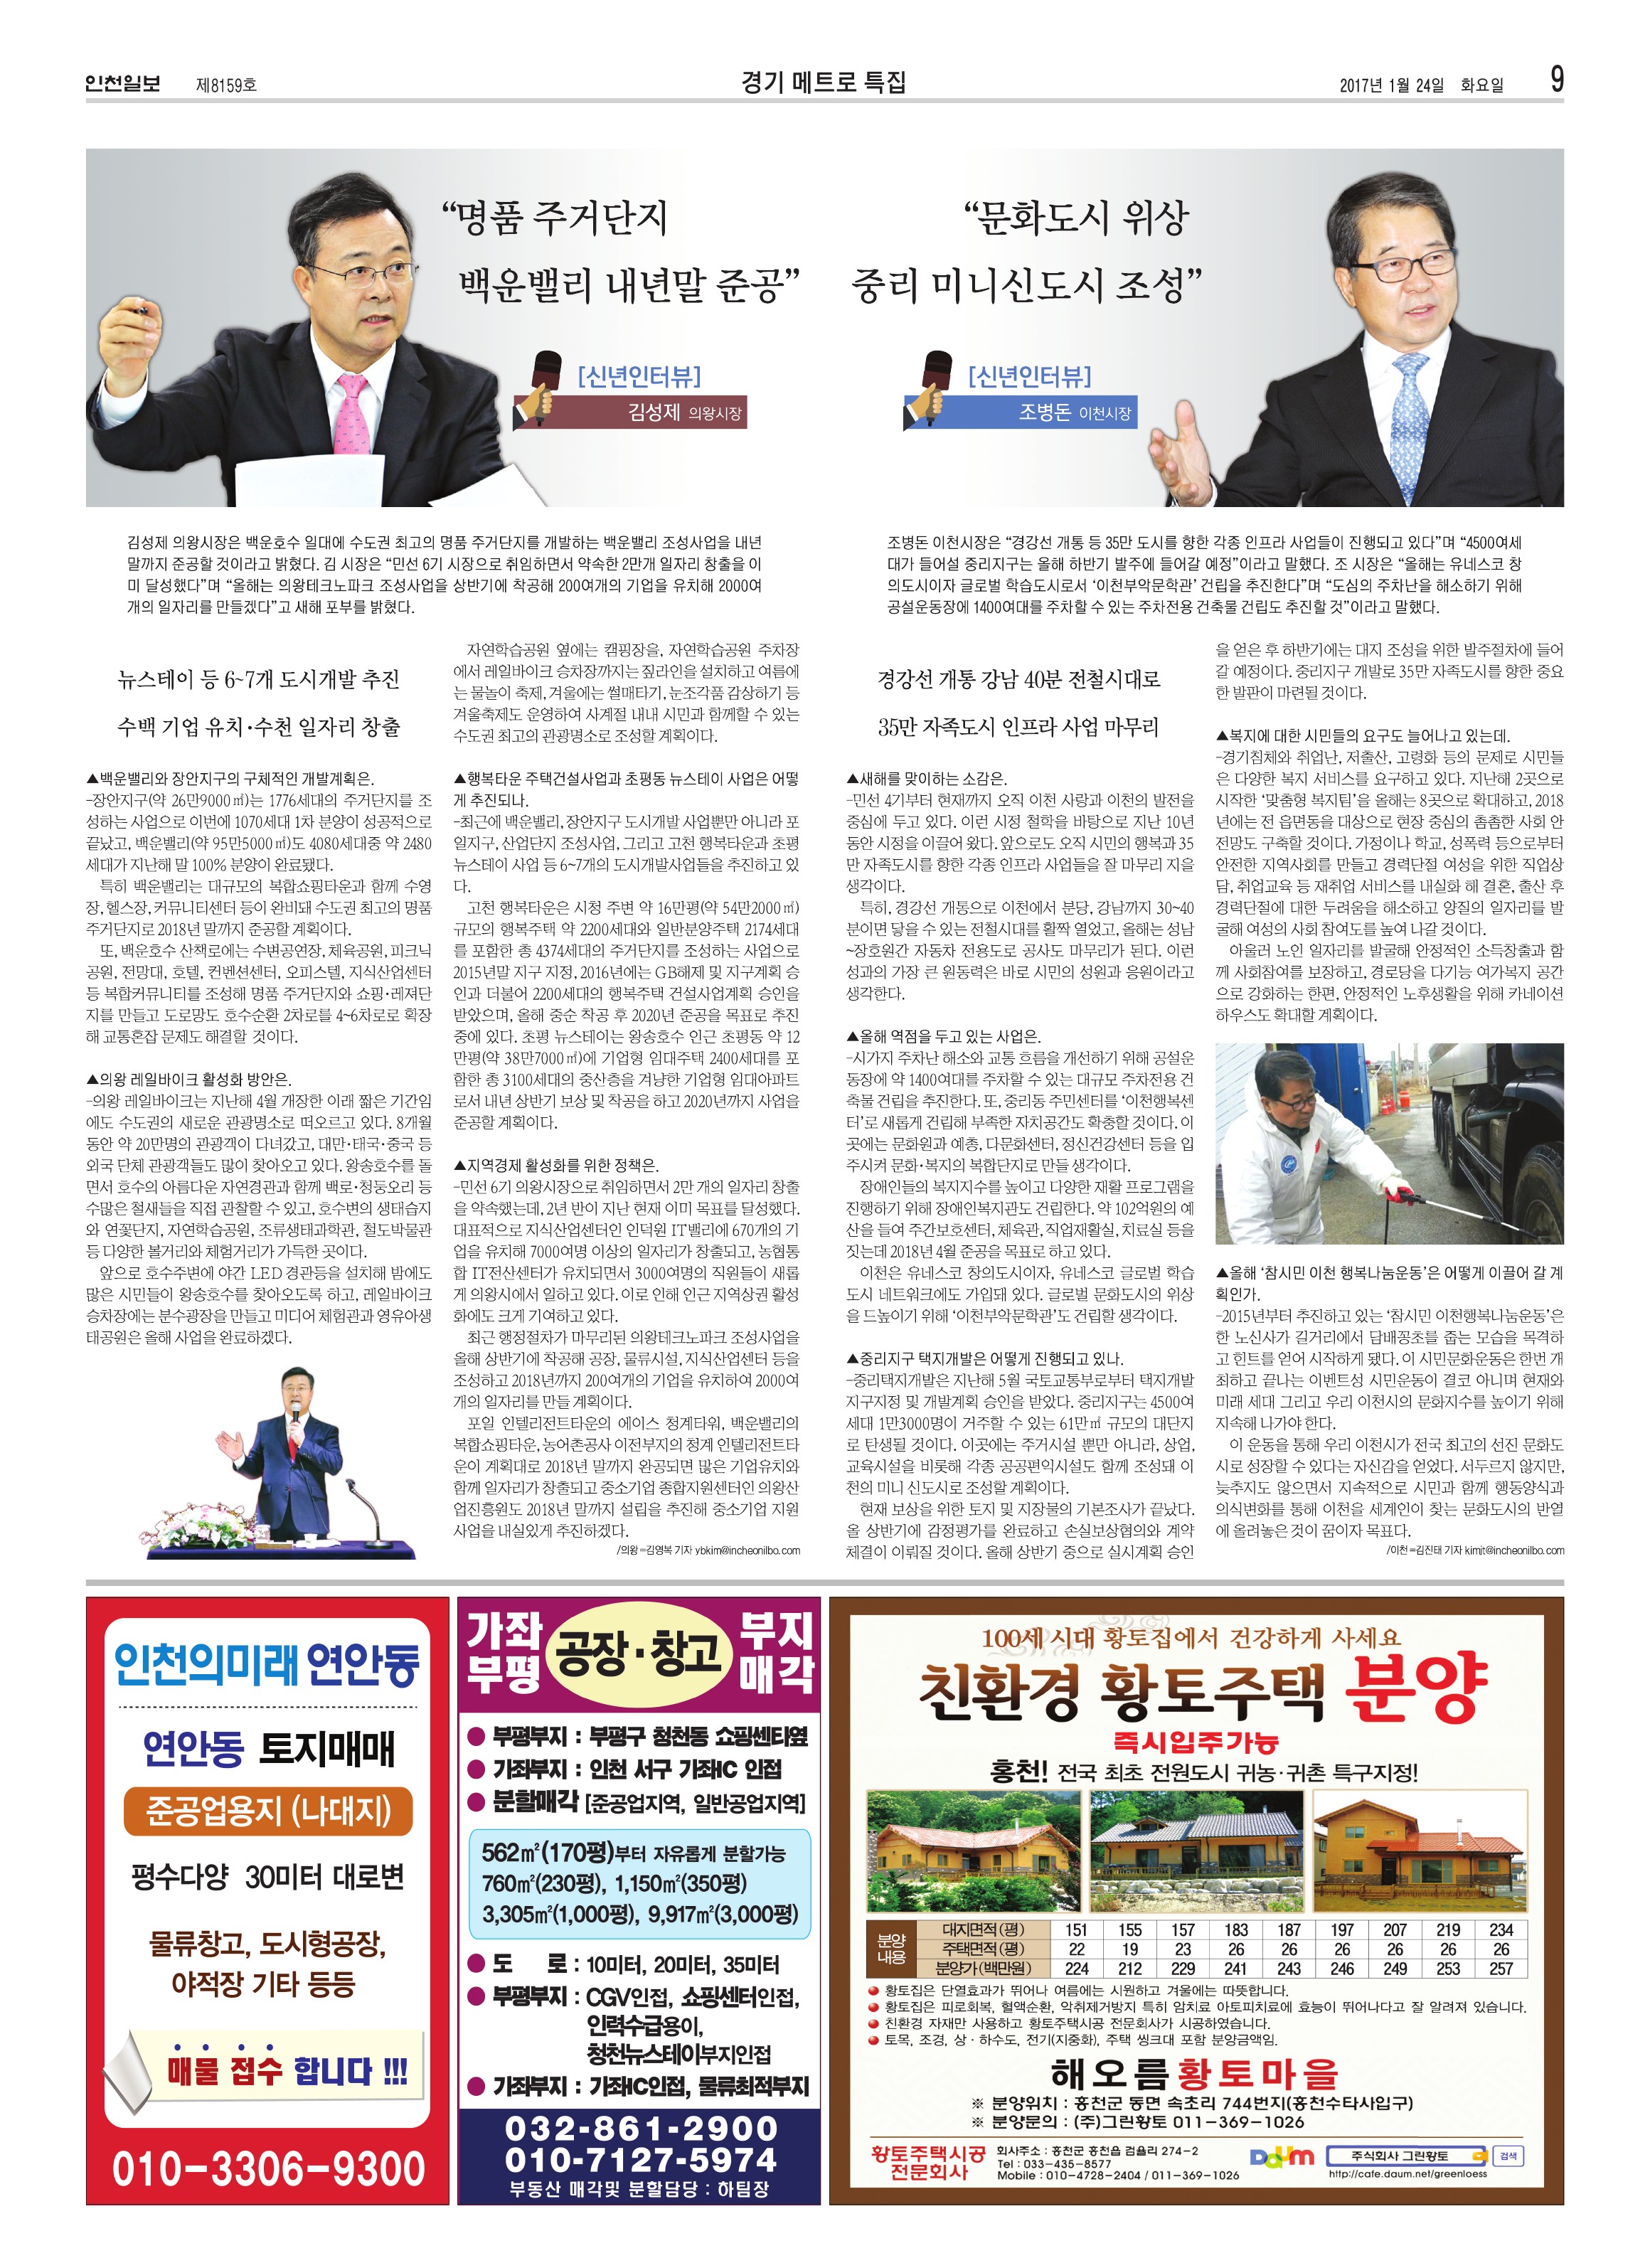 인천일보
제8159호
경기 메트로 특집
2017년 1월 24일 화요일
9
“명품 주거단지
백운밸리 내년말 준공”
[신년인터뷰]
김성제 의왕시장
“문화도시 위상
중리 미니신도시 조성”
[신년인터뷰]
조병돈 이천시장
김성제 의왕시장은 백운호수 일대에 수도권 최고의 명품 주거단지를 개발하는 백운밸리 조성사업을 내년
말까지 준공할 것이라고 밝혔다. 김 시장은 “민선 6기 시장으로 취임하면서 약속한 2만개 일자리 창출을 이
미 달성했다”며 “올해는 의왕테크노파크 조성사업을 상반기에 착공해 200여개의 기업을 유치해 2000여
개의 일자리를 만들겠다”고 새해 포부를 밝혔다.
뉴스테이 등 6~7개 도시개발 추진
수백 기업 유치·수천 일자리 창출
▲백운밸리와 장안지구의 구체적인 개발계획은.
-장안지구(약 26만9000㎡)는 1776세대의 주거단지를 조
성하는 사업으로 이번에 1070세대 1차 분양이 성공적으로
끝났고, 백운밸리(약 95만5000㎡)도 4080세대중 약 2480
세대가 지난해 말 100% 분양이 완료됐다.
특히 백운밸리는 대규모의 복합쇼핑타운과 함께 수영
장, 헬스장, 커뮤니티센터 등이 완비돼 수도권 최고의 명품
주거단지로 2018년 말까지 준공할 계획이다.
또, 백운호수 산책로에는 수변공연장, 체육공원, 피크닉
공원, 전망대, 호텔, 컨벤션센터, 오피스텔, 지식산업센터
등 복합커뮤니티를 조성해 명품 주거단지와 쇼핑·레져단
지를 만들고 도로망도 호수순환 2차로를 4~6차로로 확장
해 교통혼잡 문제도 해결할 것이다.
▲의왕 레일바이크 활성화 방안은.
-의왕 레일바이크는 지난해 4월 개장한 이래 짧은 기간임
에도 수도권의 새로운 관광명소로 떠오르고 있다. 8개월
동안 약 20만명의 관광객이 다녀갔고, 대만·태국·중국 등
외국 단체 관광객들도 많이 찾아오고 있다. 왕송호수를 돌
면서 호수의 아름다운 자연경관과 함께 백로·청둥오리 등
수많은 철새들을 직접 관찰할 수 있고, 호수변의 생태습지
와 연꽃단지, 자연학습공원, 조류생태과학관, 철도박물관
등 다양한 볼거리와 체험거리가 가득한 곳이다.
앞으로 호수주변에 야간 LED 경관등을 설치해 밤에도
많은 시민들이 왕송호수를 찾아오도록 하고, 레일바이크
승차장에는 분수광장을 만들고 미디어 체험관과 영유아생
태공원은 올해 사업을 완료하겠다.
자연학습공원 옆에는 캠핑장을, 자연학습공원 주차장
에서 레일바이크 승차장까지는 짚라인을 설치하고 여름에
는 물놀이 축제, 겨울에는 썰매타기, 눈조각품 감상하기 등
겨울축제도 운영하여 사계절 내내 시민과 함께할 수 있는
수도권 최고의 관광명소로 조성할 계획이다.
▲행복타운 주택건설사업과 초평동 뉴스테이 사업은 어떻
게 추진되나.
-최근에 백운밸리, 장안지구 도시개발 사업뿐만 아니라 포
일지구, 산업단지 조성사업, 그리고 고천 행복타운과 초평
뉴스테이 사업 등 6~7개의 도시개발사업들을 추진하고 있
다.
고천 행복타운은 시청 주변 약 16만평(약 54만2000㎡)
규모의 행복주택 약 2200세대와 일반분양주택 2174세대
를 포함한 총 4374세대의 주거단지를 조성하는 사업으로
2015년말 지구 지정, 2016년에는 GB해제 및 지구계획 승
인과 더불어 2200세대의 행복주택 건설사업계획 승인을
받았으며, 올해 중순 착공 후 2020년 준공을 목표로 추진
중에 있다. 초평 뉴스테이는 왕송호수 인근 초평동 약 12
만평(약 38만7000㎡)에 기업형 임대주택 2400세대를 포
함한 총 3100세대의 중산층을 겨냥한 기업형 임대아파트
로서 내년 상반기 보상 및 착공을 하고 2020년까지 사업을
준공할 계획이다.
▲지역경제 활성화를 위한 정책은.
-민선 6기 의왕시장으로 취임하면서 2만 개의 일자리 창출
을 약속했는데, 2년 반이 지난 현재 이미 목표를 달성했다.
대표적으로 지식산업센터인 인덕원 IT밸리에 670개의 기
업을 유치해 7000여명 이상의 일자리가 창출되고, 농협통
합 IT전산센터가 유치되면서 3000여명의 직원들이 새롭
게 의왕시에서 일하고 있다. 이로 인해 인근 지역상권 활성
화에도 크게 기여하고 있다.
최근 행정절차가 마무리된 의왕테크노파크 조성사업을
올해 상반기에 착공해 공장, 물류시설, 지식산업센터 등을
조성하고 2018년까지 200여개의 기업을 유치하여 2000여
개의 일자리를 만들 계획이다.
포일 인텔리전트타운의 에이스 청계타워, 백운밸리의
복합쇼핑타운, 농어촌공사 이전부지의 청계 인텔리전트타
운이 계획대로 2018년 말까지 완공되면 많은 기업유치와
함께 일자리가 창출되고 중소기업 종합지원센터인 의왕산
업진흥원도 2018년 말까지 설립을 추진해 중소기업 지원
사업을 내실있게 추진하겠다.
/의왕=김영복 기자 ybkim@incheonilbo.com
조병돈 이천시장은 “경강선 개통 등 35만 도시를 향한 각종 인프라 사업들이 진행되고 있다”며 “4500여세
대가 들어설 중리지구는 올해 하반기 발주에 들어갈 예정”이라고 말했다. 조 시장은 “올해는 유네스코 창
의도시이자 글로벌 학습도시로서 ‘이천부악문학관’ 건립을 추진한다”며 “도심의 주차난을 해소하기 위해
공설운동장에 1400여대를 주차할 수 있는 주차전용 건축물 건립도 추진할 것”이라고 말했다.
경강선 개통 강남 40분 전철시대로
35만 자족도시 인프라 사업 마무리
▲새해를 맞이하는 소감은.
-민선 4기부터 현재까지 오직 이천 사랑과 이천의 발전을
중심에 두고 있다. 이런 시정 철학을 바탕으로 지난 10년
동안 시정을 이끌어 왔다. 앞으로도 오직 시민의 행복과 35
만 자족도시를 향한 각종 인프라 사업들을 잘 마무리 지을
생각이다.
특히, 경강선 개통으로 이천에서 분당, 강남까지 30~40
분이면 닿을 수 있는 전철시대를 활짝 열었고, 올해는 성남
~장호원간 자동차 전용도로 공사도 마무리가 된다. 이런
성과의 가장 큰 원동력은 바로 시민의 성원과 응원이라고
생각한다.
▲올해 역점을 두고 있는 사업은.
-시가지 주차난 해소와 교통 흐름을 개선하기 위해 공설운
동장에 약 1400여대를 주차할 수 있는 대규모 주차전용 건
축물 건립을 추진한다. 또, 중리동 주민센터를 ‘이천행복센
터’로 새롭게 건립해 부족한 자치공간도 확충할 것이다. 이
곳에는 문화원과 예총, 다문화센터, 정신건강센터 등을 입
주시켜 문화·복지의 복합단지로 만들 생각이다.
장애인들의 복지지수를 높이고 다양한 재활 프로그램을
진행하기 위해 장애인복지관도 건립한다. 약 102억원의 예
산을 들여 주간보호센터, 체육관, 직업재활실, 치료실 등을
짓는데 2018년 4월 준공을 목표로 하고 있다.
이천은 유네스코 창의도시이자, 유네스코 글로벌 학습
도시 네트워크에도 가입돼 있다. 글로벌 문화도시의 위상
을 드높이기 위해 ‘이천부악문학관’도 건립할 생각이다.
▲중리지구 택지개발은 어떻게 진행되고 있나.
-중리택지개발은 지난해 5월 국토교통부로부터 택지개발
지구지정 및 개발계획 승인을 받았다. 중리지구는 4500여
세대 1만3000명이 거주할 수 있는 61만㎡ 규모의 대단지
로 탄생될 것이다. 이곳에는 주거시설 뿐만 아니라, 상업,
교육시설을 비롯해 각종 공공편익시설도 함께 조성돼 이
천의 미니 신도시로 조성할 계획이다.
현재 보상을 위한 토지 및 지장물의 기본조사가 끝났다.
올 상반기에 감정평가를 완료하고 손실보상협의와 계약
체결이 이뤄질 것이다. 올해 상반기 중으로 실시계획 승인
을 얻은 후 하반기에는 대지 조성을 위한 발주절차에 들어
갈 예정이다. 중리지구 개발로 35만 자족도시를 향한 중요
한 발판이 마련될 것이다.
▲복지에 대한 시민들의 요구도 늘어나고 있는데.
-경기침체와 취업난, 저출산, 고령화 등의 문제로 시민들
은 다양한 복지 서비스를 요구하고 있다. 지난해 2곳으로
시작한 ‘맞춤형 복지팀’을 올해는 8곳으로 확대하고, 2018
년에는 전 읍면동을 대상으로 현장 중심의 촘촘한 사회 안
전망도 구축할 것이다. 가정이나 학교, 성폭력 등으로부터
안전한 지역사회를 만들고 경력단절 여성을 위한 직업상
담, 취업교육 등 재취업 서비스를 내실화 해 결혼, 출산 후
경력단절에 대한 두려움을 해소하고 양질의 일자리를 발
굴해 여성의 사회 참여도를 높여 나갈 것이다.
아울러 노인 일자리를 발굴해 안정적인 소득창출과 함
께 사회참여를 보장하고, 경로당을 다기능 여가복지 공간
으로 강화하는 한편, 안정적인 노후생활을 위해 카네이션
하우스도 확대할 계획이다.
▲올해 ‘참시민 이천 행복나눔운동’은 어떻게 이끌어 갈 계
획인가.
-2015년부터 추진하고 있는 ‘참시민 이천행복나눔운동’은
한 노신사가 길거리에서 담배꽁초를 줍는 모습을 목격하
고 힌트를 얻어 시작하게 됐다. 이 시민문화운동은 한번 개
최하고 끝나는 이벤트성 시민운동이 결코 아니며 현재와
미래 세대 그리고 우리 이천시의 문화지수를 높이기 위해
지속해 나가야 한다.
이 운동을 통해 우리 이천시가 전국 최고의 선진 문화도
시로 성장할 수 있다는 자신감을 얻었다. 서두르지 않지만,
늦추지도 않으면서 지속적으로 시민과 함께 행동양식과
의식변화를 통해 이천을 세계인이 찾는 문화도시의 반열
에 올려놓은 것이 꿈이자 목표다.
/이천=김진태 기자 kimjt@incheonilbo.com
인천의미래 연안동
연안동 토지매매
준공업용지 (나대지)
평수다양 30미터 대로변
물류창고, 도시형공장,
야적장 기타 등등
매물 접수 합니다 !!!
010-3306-9300
가좌 부평 공장·창고 부지 매각
부평부지 : 부평구 청천동 쇼핑센타옆
가좌부지 : 인천 서구 가좌IC 인접
분할매각 [준공업지역, 일반공업지역]
562㎡(170평)부터 자유롭게 분할가능
760㎡(230평), 1,150㎡(350평)
3,305㎡(1,000평), 9,917㎡(3,000평)
도 로 : 10미터, 20미터, 35미터
부평부지 : CGV인접, 쇼핑센터인접,
인력수급용이,
청천뉴스테이부지인접
가좌부지 : 가좌IC인접, 물류최적부지
032-861-2900
010-7127-5974
부동산 매각및 분할담당 : 하팀장
100세 시대 황토집에서 건강하게 사세요
친환경 황토주택 분양
즉시입주가능
홍천! 전국 최초 전원도시 귀농·귀촌 특구지정!
분양내용
대지면적(평) 151 155 157 183 187 197 207 219 234
주택면적(평) 22 19 23 26 26 26 26 26 26
분양가(백만원) 224 212 229 241 243 246 249 253 257
황토집은 단열효과가 뛰어나 여름에는 시원하고 겨울에는 따뜻합니다.
황토집은 피로회복, 혈액순환, 악취제거방지 특히 암치료 아토피치료에 효능이 뛰어나다고 잘 알려져 있습니다.
친환경 자재만 사용하고 황토주택시공 전문회사가 시공하였습니다.
토목, 조경, 상·하수도, 전기(지중화), 주택 씽크대 포함 분양금액임.
해오름황토마을
※ 분양위치 : 홍천군 동면 속초리 744번지(홍천수타사입구)
※ 분양문의 : (주)그린황토 011-369-1026
황토주택시공
전문회사
회사주소 : 홍천군 홍천읍 검율리 274-2
Tel : 033-435-8577
Mobile : 010-4728-2404 / 011-369-1026
Daum
주식회사 그린황토
검색
http://cafe.daum.net/greenloess